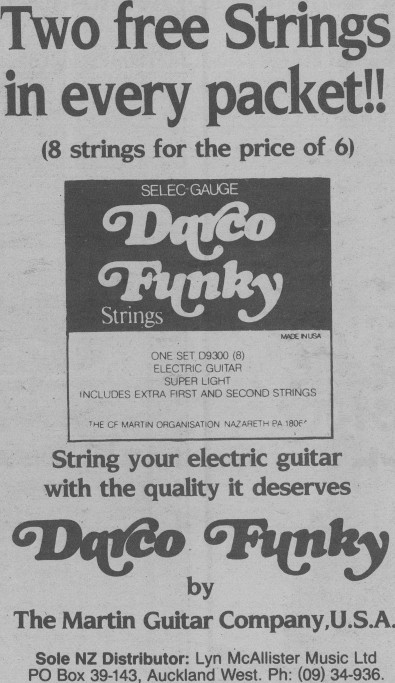 Two free Strings
in every packet!!
(8 strings for the price of 6)
SELEC-GAUGE
Darco
Funky
Strings
MADE IN USA
ONE SET D9300 (8)
ELECTRIC GUITAR
SUPER LIGHT
INCLUDES EXTRA FIRST AND SECOND STRINGS
THE CF MARTIN ORGANISATION NAZARETH PA
String your electric guitar
with the quality it deserves
Darco Funky
by
The Martin Guitar Company, U.S.A.
Sole NZ Distributor: Lyn McAllister Music Ltd
PO Box 39-143, Auckland West. Ph: (09) 34-936.